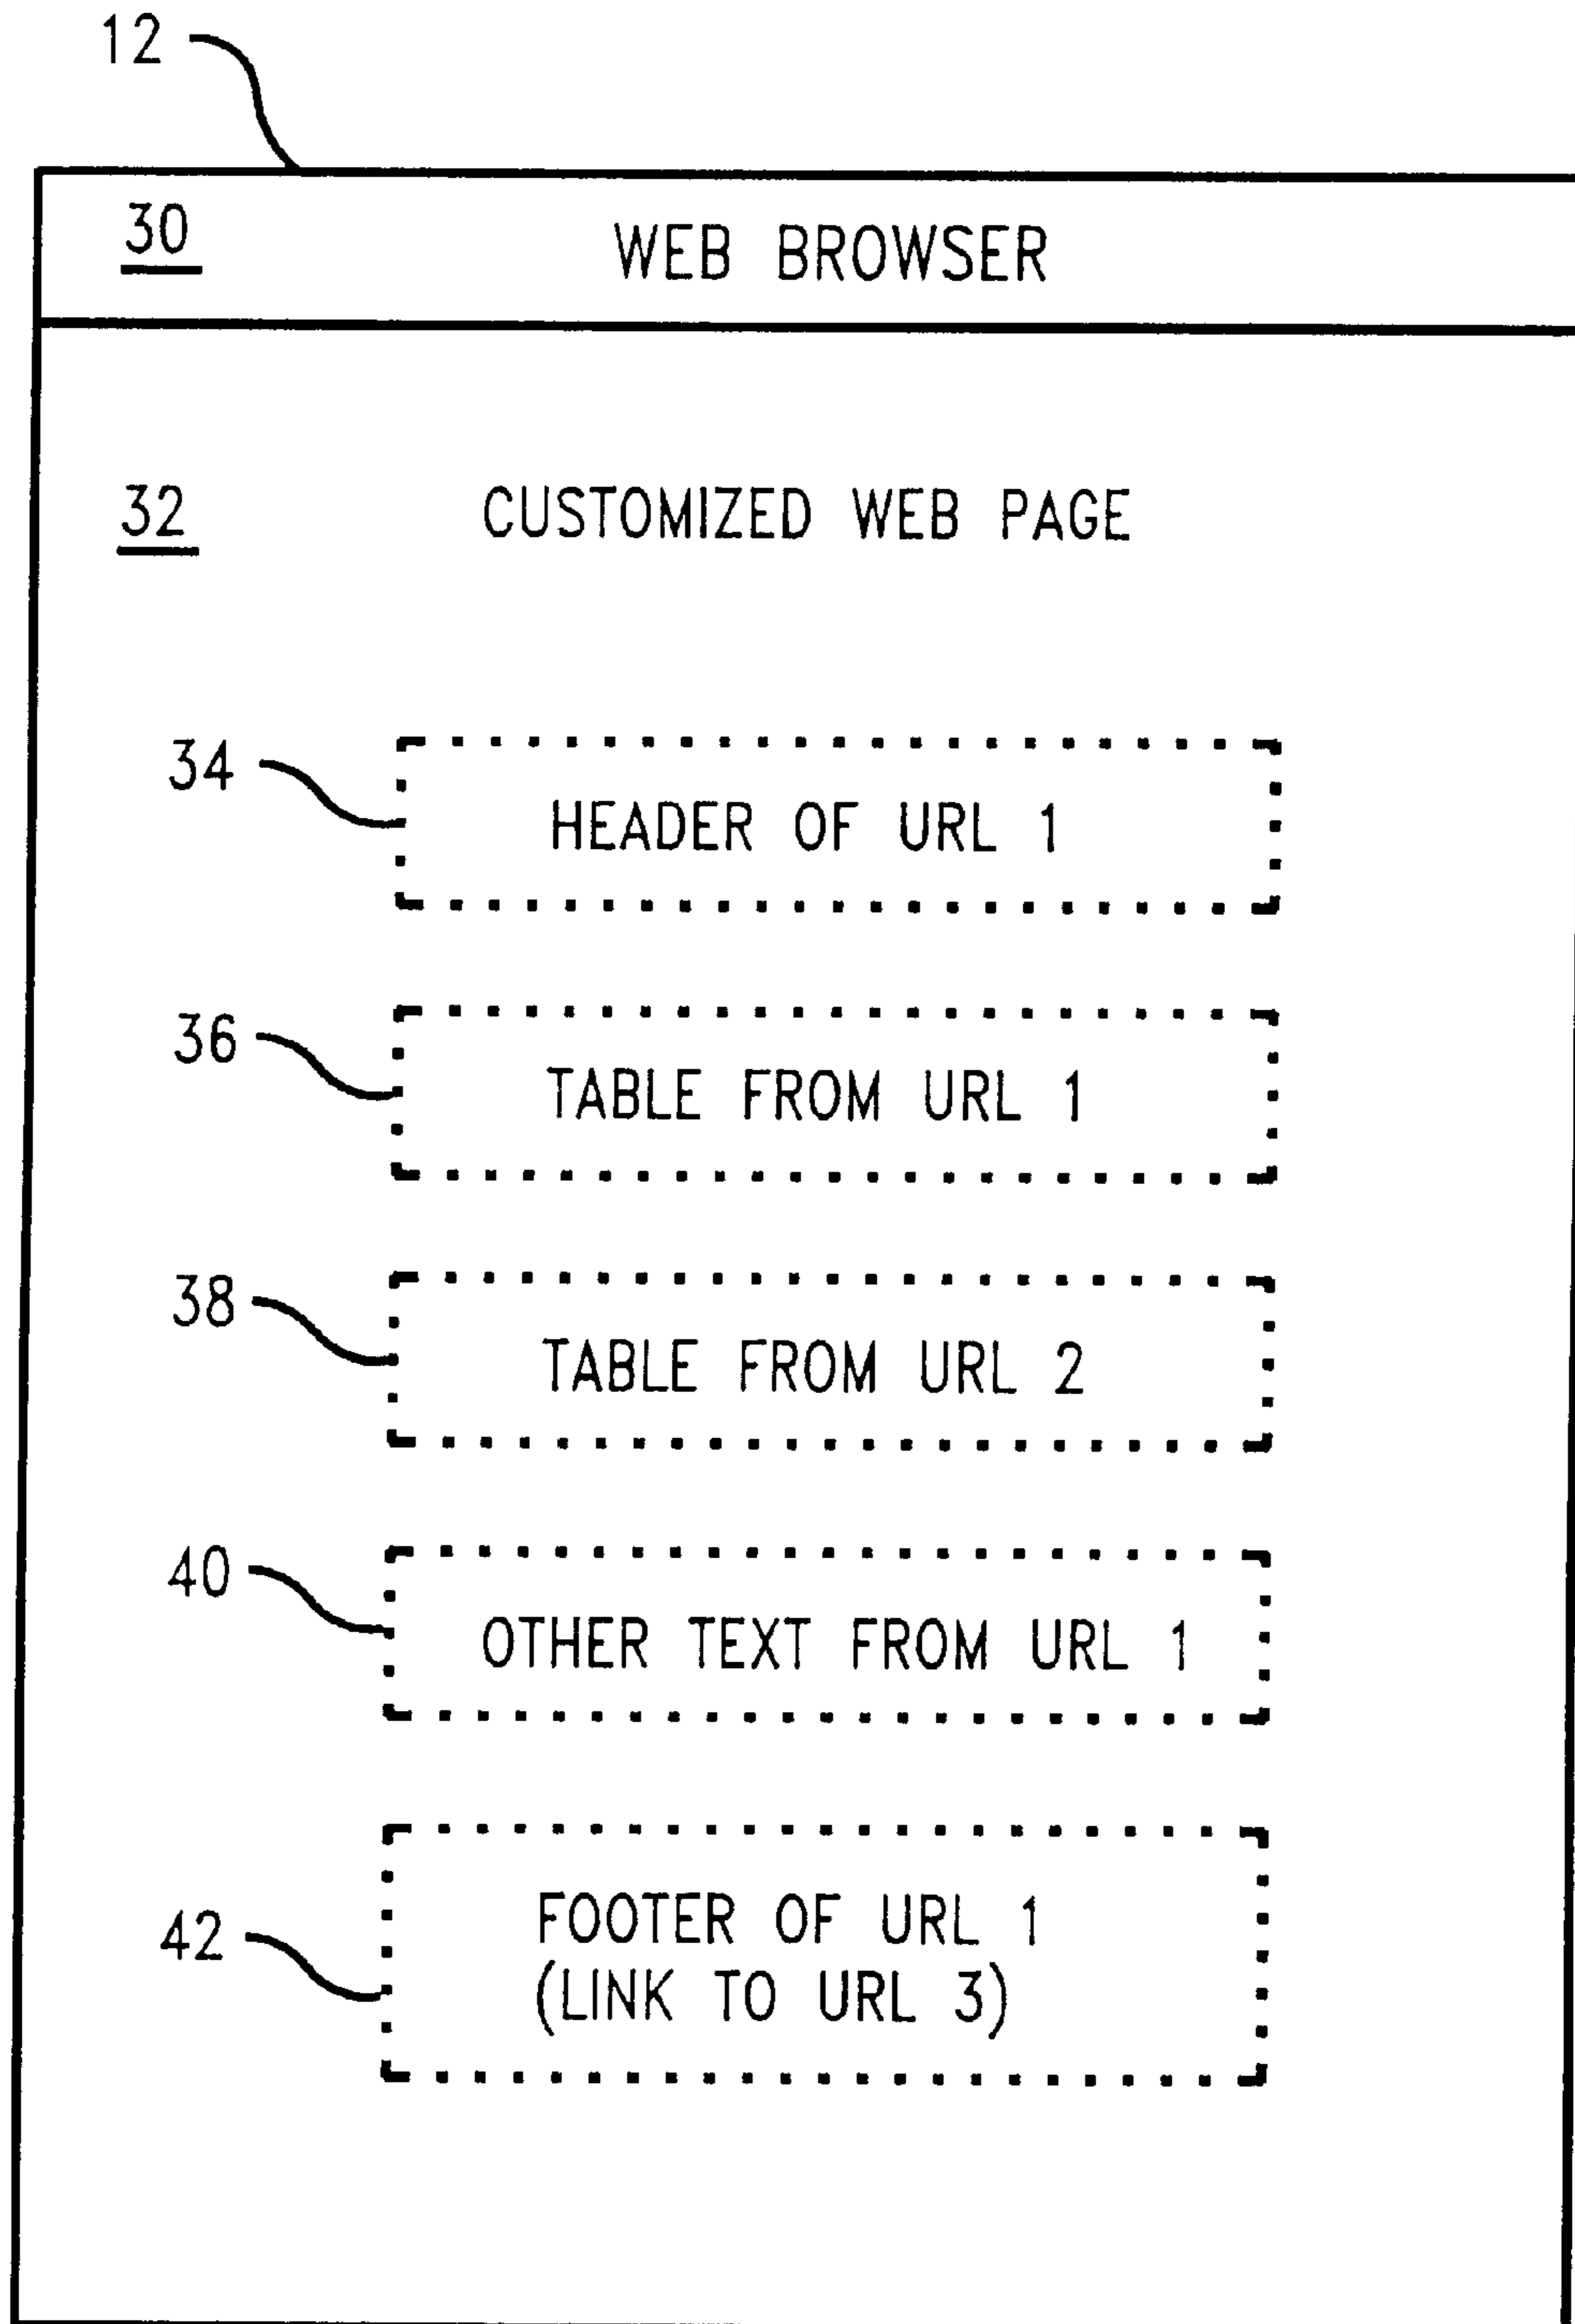 12
30 WEB BROWSER
32 CUSTOMIZED WEB PAGE
34 HEADER OF URL 1
36 TABLE FROM URL 1
38 TABLE FROM URL 2
40 OTHER TEXT FROM URL 1
42 FOOTER OF URL 1
(LINK TO URL 3)